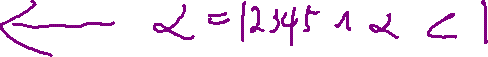 ← α = 12345 1 α < 1